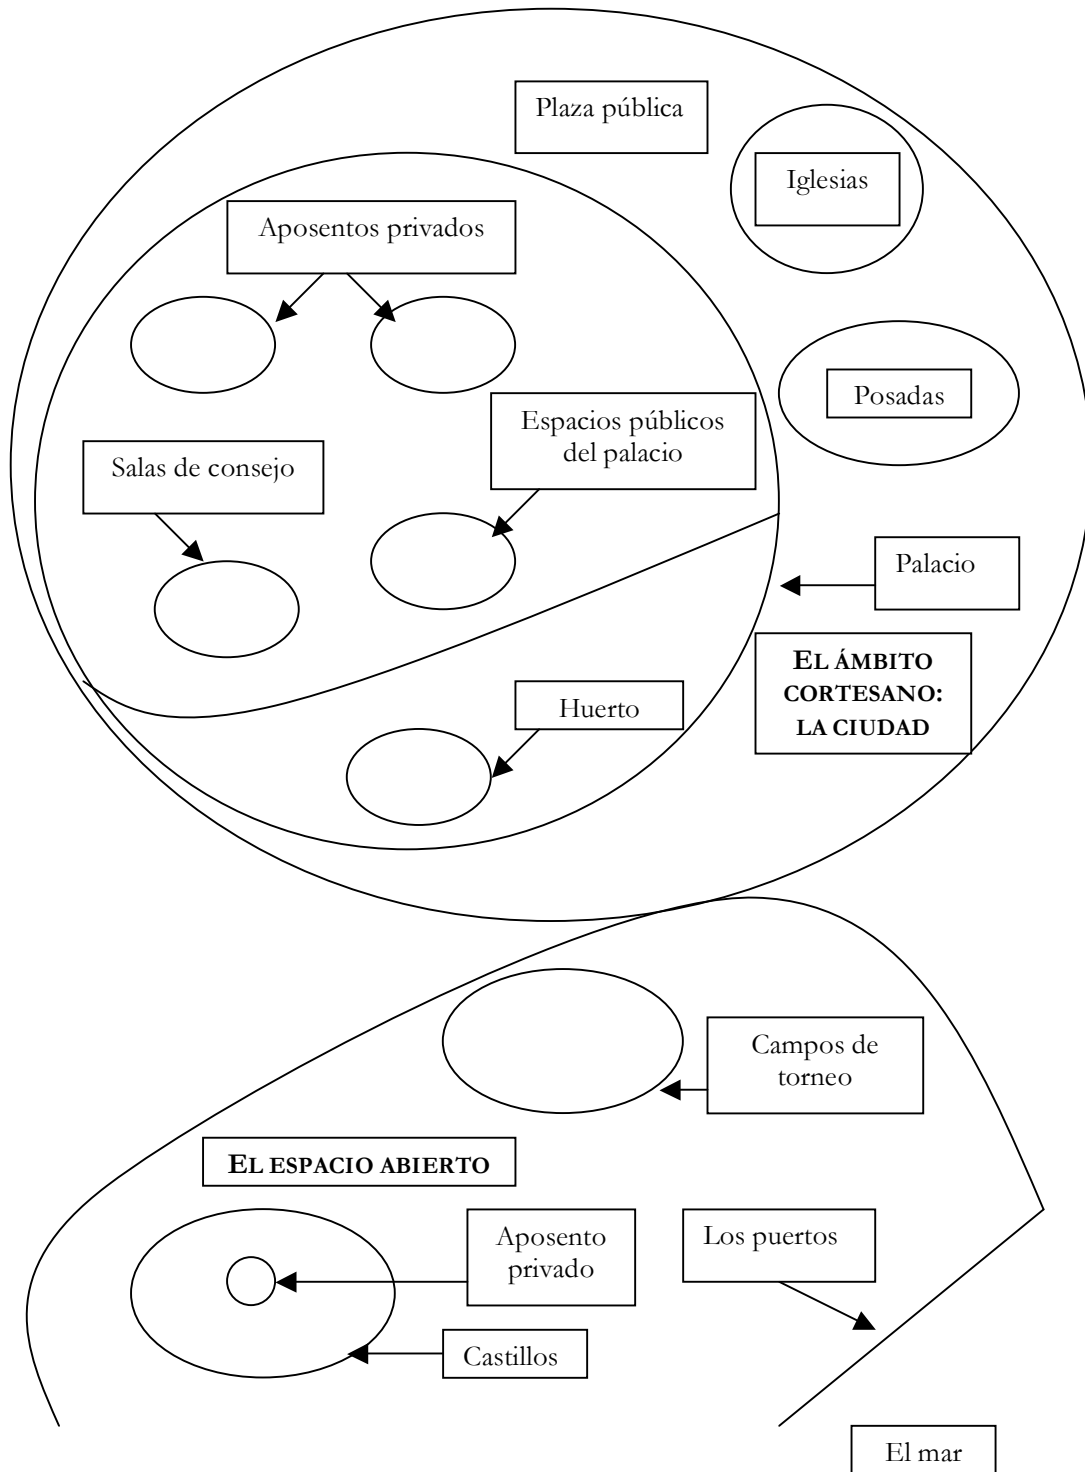 Plaza pública
Iglesias
Aposentos privados
Posadas
Espacios públicos
del palacio
Salas de consejo
Palacio
EL ÁMBITO
CORTESANO:
LA CIUDAD
Huerto
Campos de
torneo
EL ESPACIO ABIERTO
Aposento
privado
Los puertos
Castillos
El mar